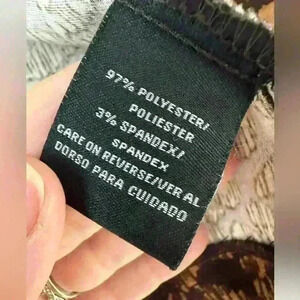 97% POLYESTER/
POLIESTER
3% SPANDEX/
SPANDEX
CARE ON REVERSE/VER AL
DORSO PARA CUIDADO